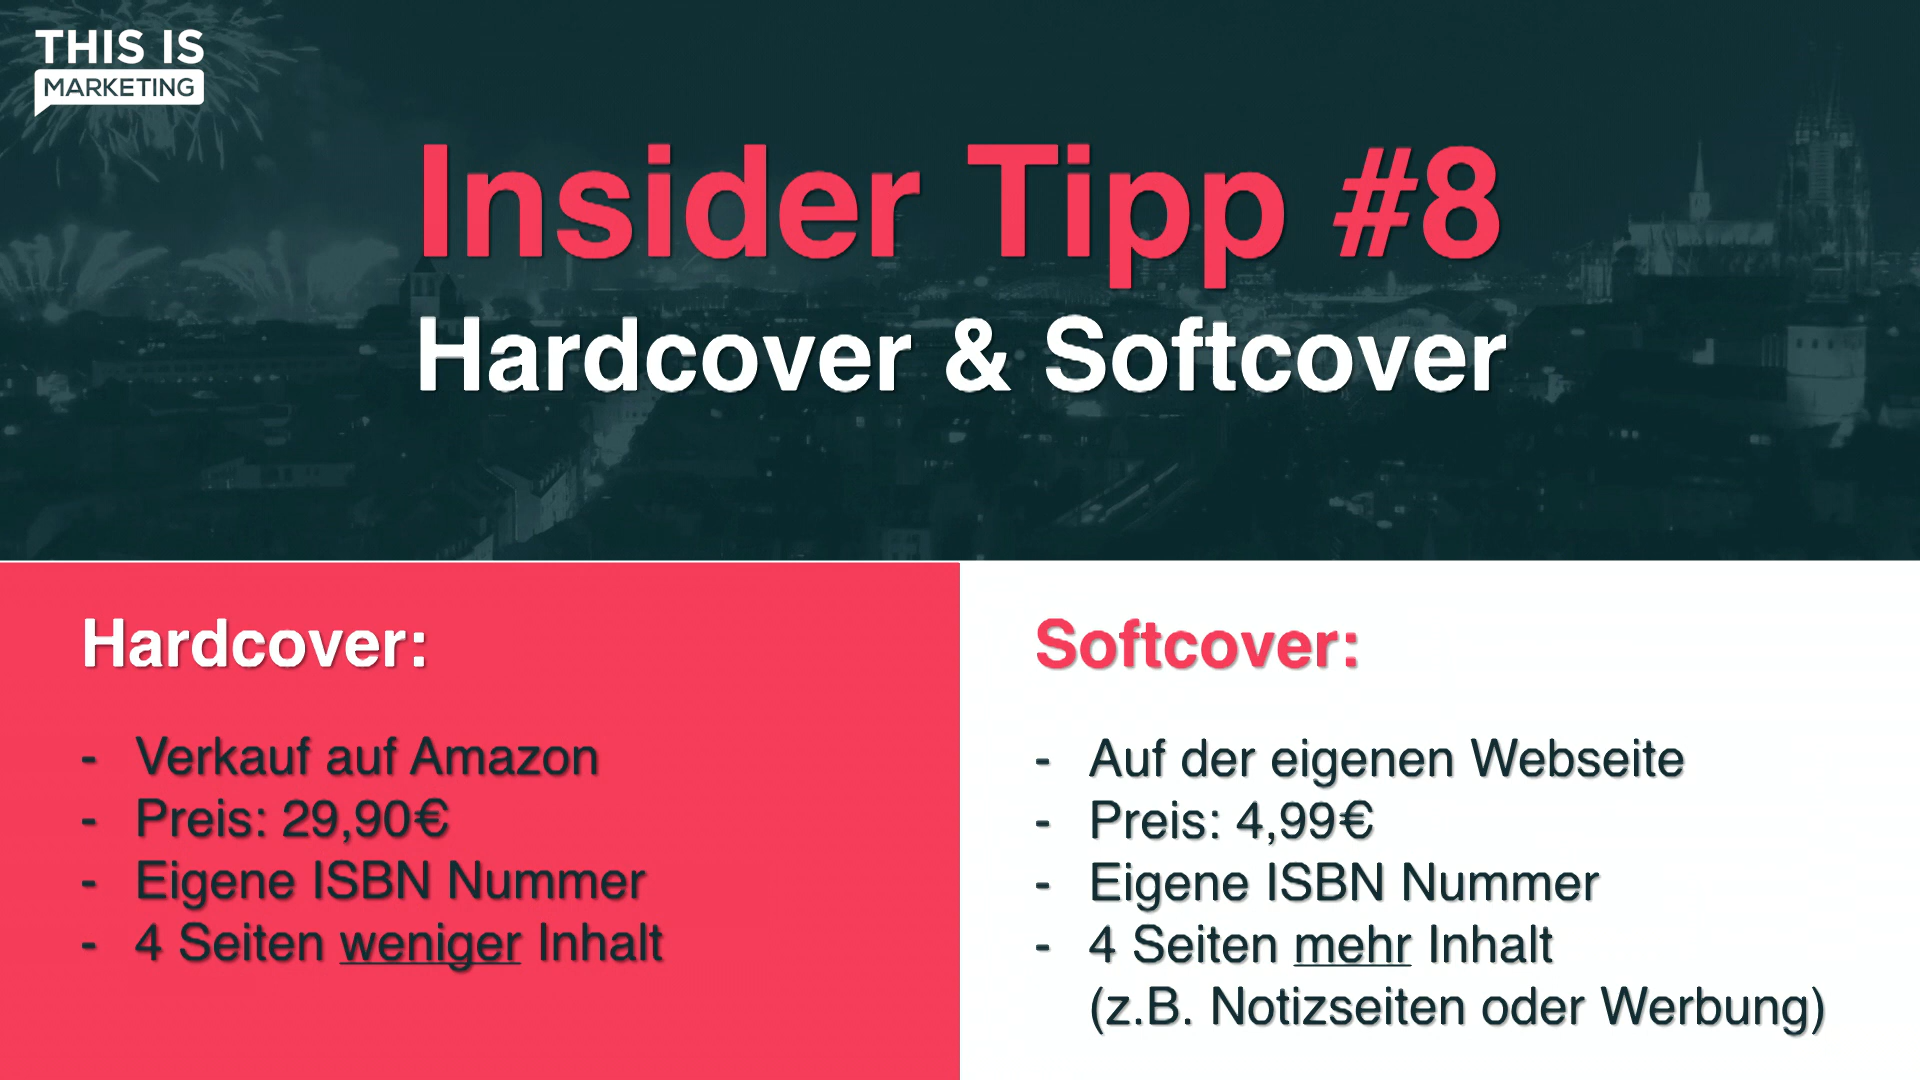 THIS IS
MARKETING
Insider Tipp #8
Hardcover & Softcover
Hardcover:
- Verkauf auf Amazon
- Preis: 29,90€
- Eigene ISBN Nummer
- 4 Seiten weniger Inhalt
Softcover:
- Auf der eigenen Webseite
- Preis: 4,99€
- Eigene ISBN Nummer
- 4 Seiten mehr Inhalt
(z.B. Notizseiten oder Werbung)